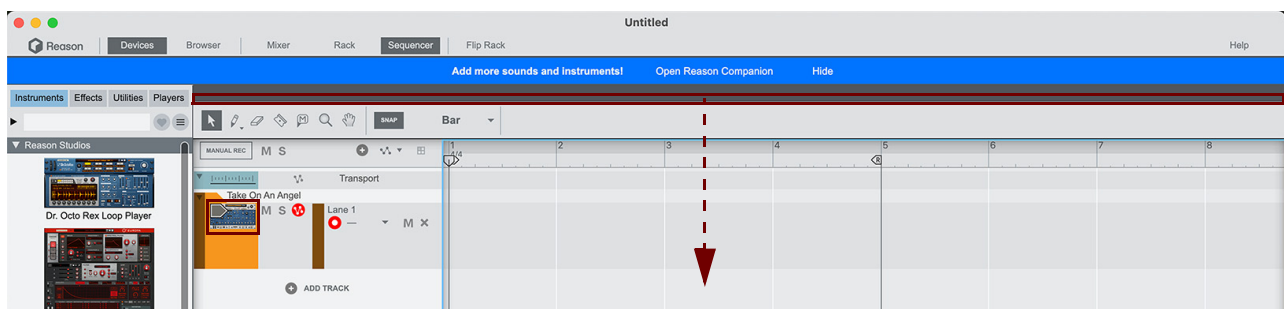 Untitled
Reason Devices Browser Mixer Rack Sequencer Flip Rack Help
Add more sounds and instruments! Open Reason Companion Hide
Instruments Effects Utilities Players
SNAP Bar
Reason Studios
MANUAL REC M S 1 2 3 4 5 6 7 8
4/4
R
Transport
Take On An Angel
M S Lane 1
M
Dr. Octo Rex Loop Player
ADD TRACK